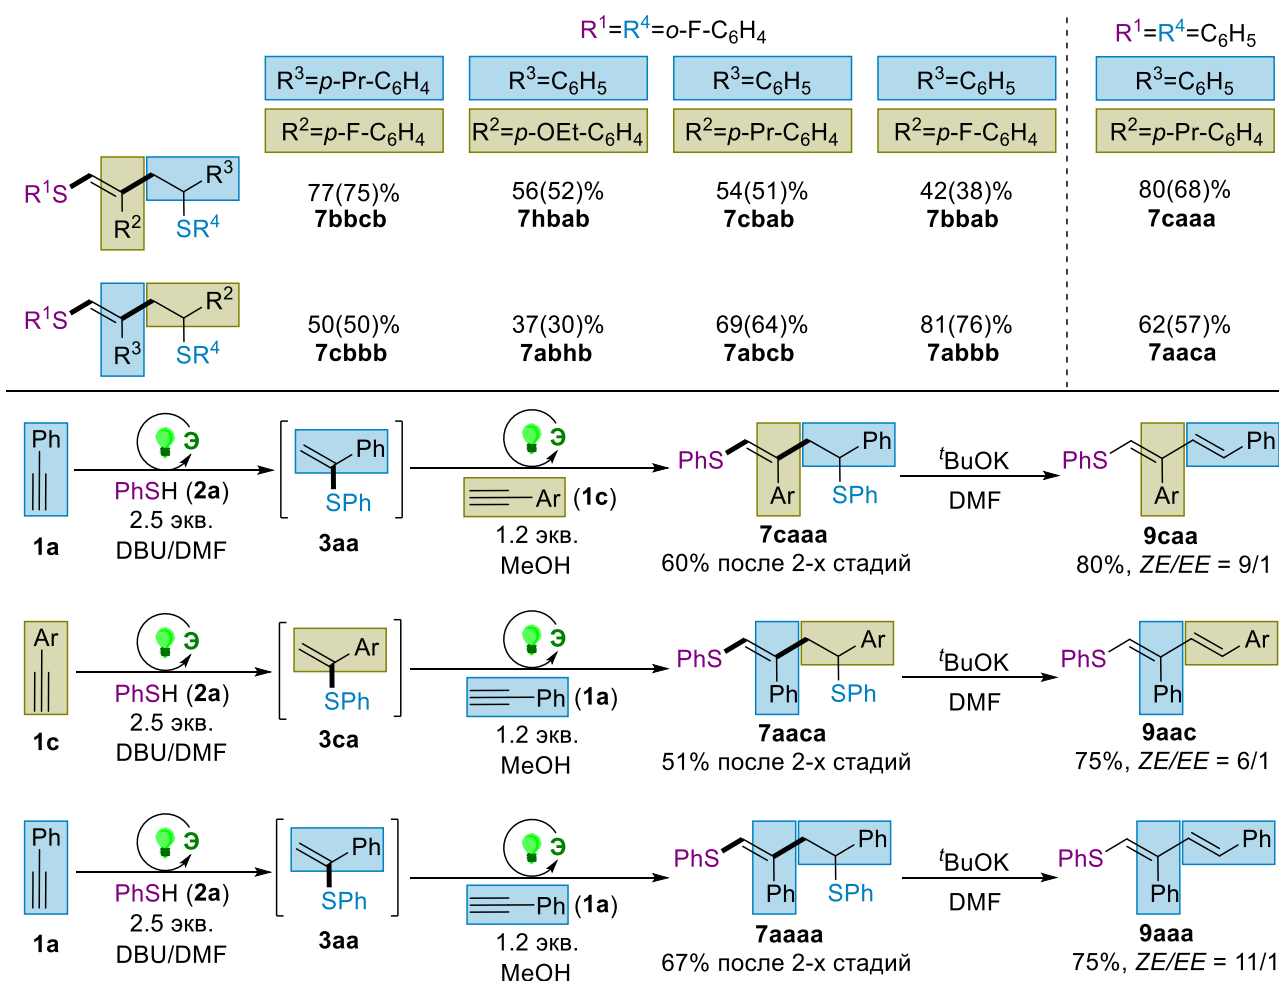 R¹=R⁴=o-F-C₆H₄
R¹=R⁴=C₆H₅
R³=p-Pr-C₆H₄ R³=C₆H₅ R³=C₆H₅ R³=C₆H₅ R³=C₆H₅
R²=p-F-C₆H₄ R²=p-OEt-C₆H₄ R²=p-Pr-C₆H₄ R²=p-F-C₆H₄ R²=p-Pr-C₆H₄
R¹S R² R³ SR⁴
77(75)% 56(52)% 54(51)% 42(38)% 80(68)%
7bbcb 7hbab 7cbab 7bbab 7caaa
R¹S R³ R² SR⁴
50(50)% 37(30)% 69(64)% 81(76)% 62(57)%
7cbbb 7abhb 7abcb 7abbb 7aaca
Ph
1a
Э
PhSH (2a)
2.5 экв.
DBU/DMF
Ph
SPh
3aa
Э
Ar (1c)
1.2 экв.
MeOH
PhS Ar Ph SPh
7caaa
60% после 2-х стадий
ᵗBuOK
DMF
PhS Ar Ph
9caa
80%, ZE/EE = 9/1
Ar
1c
Э
PhSH (2a)
2.5 экв.
DBU/DMF
Ar
SPh
3ca
Э
Ph (1a)
1.2 экв.
MeOH
PhS Ph Ar SPh
7aaca
51% после 2-х стадий
ᵗBuOK
DMF
PhS Ph Ar
9aac
75%, ZE/EE = 6/1
Ph
1a
Э
PhSH (2a)
2.5 экв.
DBU/DMF
Ph
SPh
3aa
Э
Ph (1a)
1.2 экв.
MeOH
PhS Ph Ph SPh
7aaaa
67% после 2-х стадий
ᵗBuOK
DMF
PhS Ph Ph
9aaa
75%, ZE/EE = 11/1